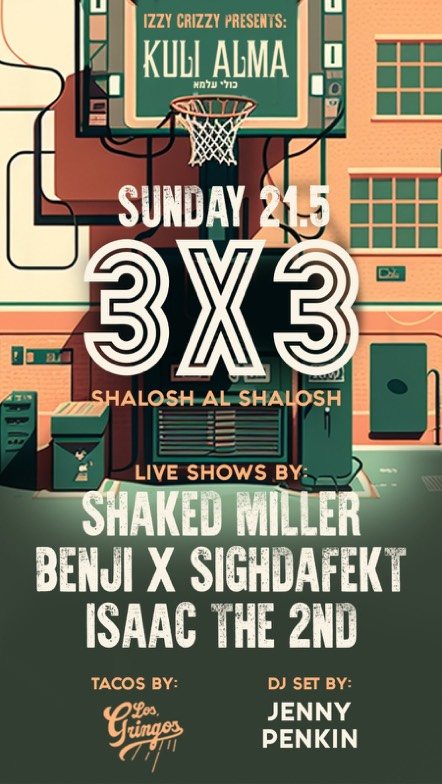 IZZY CRIZZY PRESENTS:
KULI ALMA
כולי עלמא
SUNDAY 21.5
3X3
SHALOSH AL SHALOSH
LIVE SHOWS BY:
SHAKED MILLER
BENJI X SIGHDAFEKT
ISAAC THE 2ND
TACOS BY:
Los
Gringos
DJ SET BY:
JENNY
PENKIN